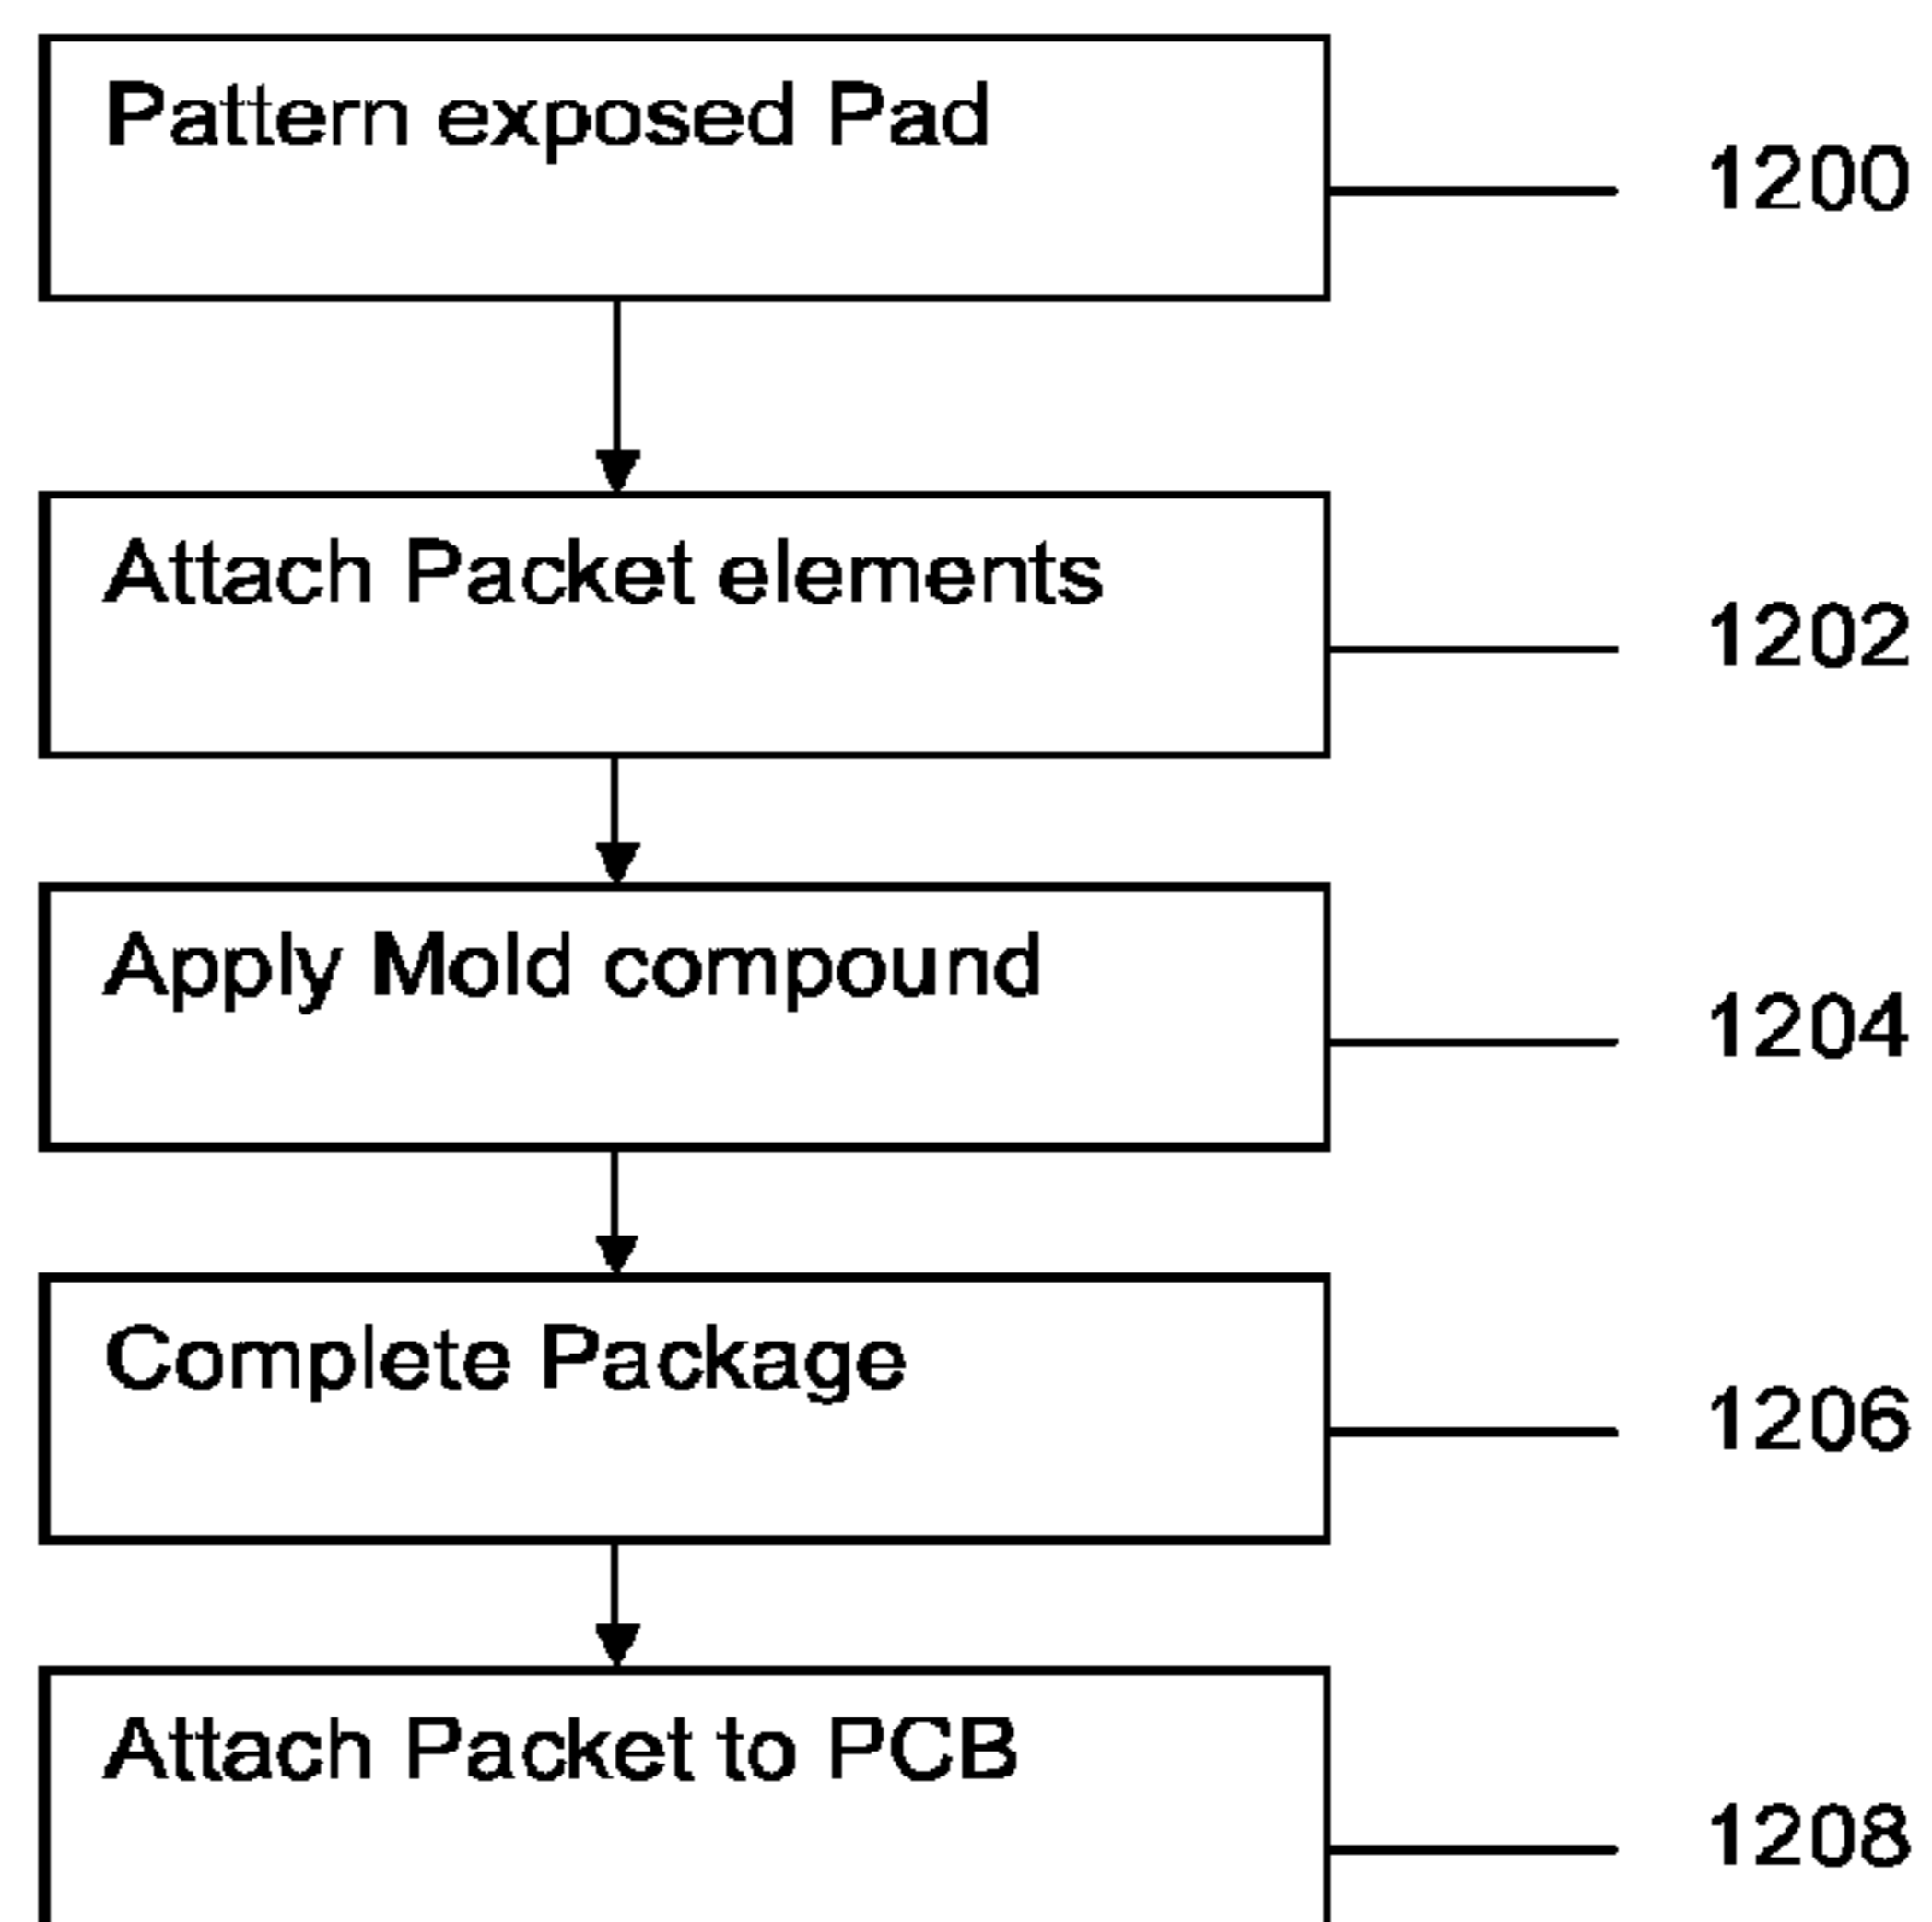 Pattern exposed Pad
1200
Attach Packet elements
1202
Apply Mold compound
1204
Complete Package
1206
Attach Packet to PCB
1208